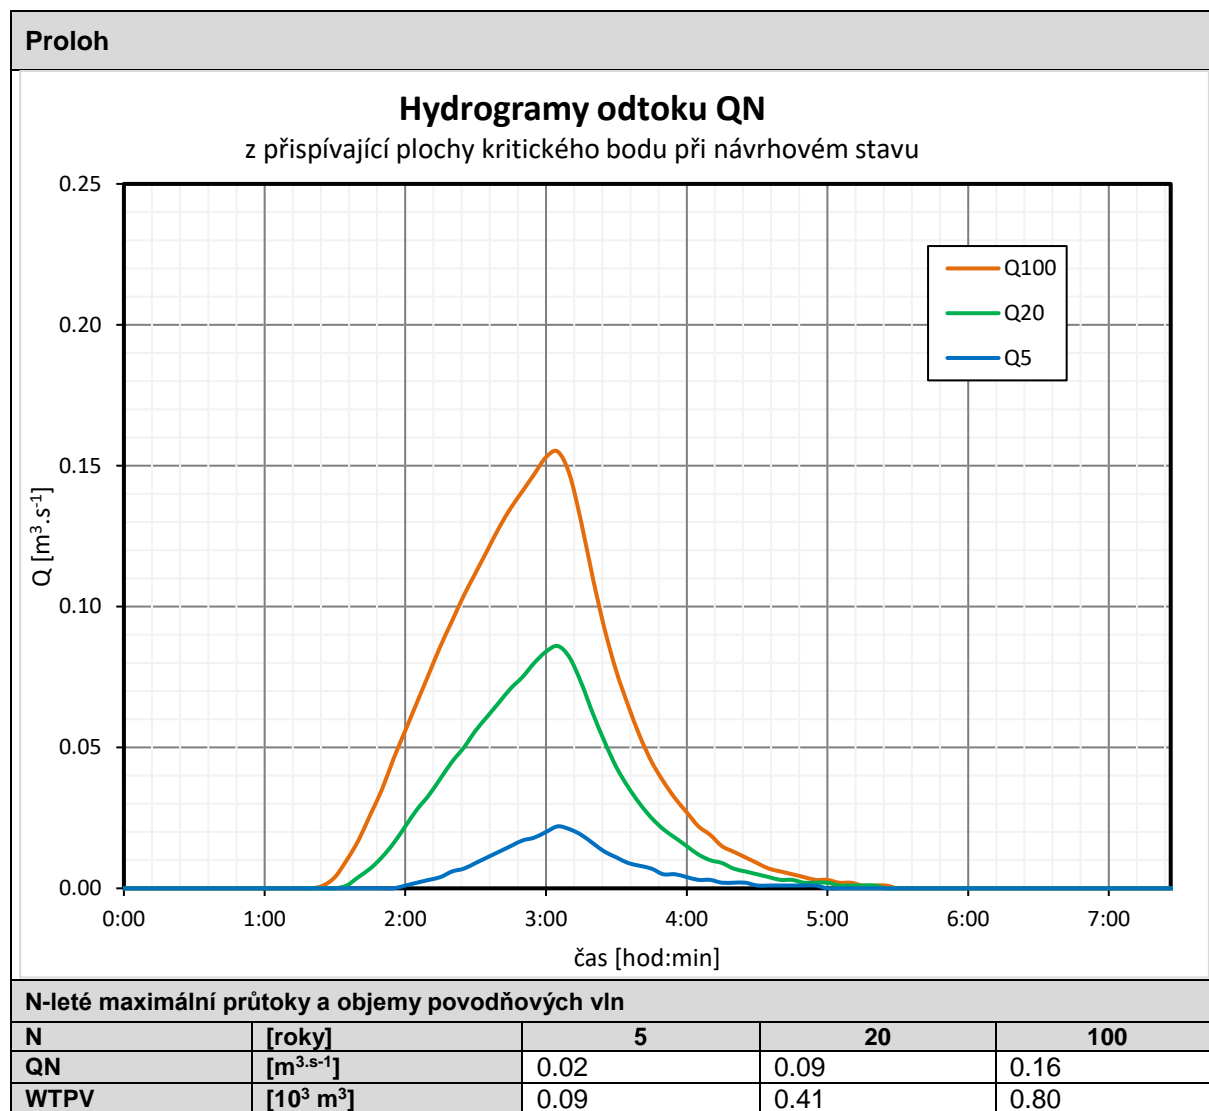 Proloh
Hydrogramy odtoku QN
z přispívající plochy kritického bodu při návrhovém stavu
0.25
0.20
0.15
0.10
0.05
0.00
Q [m³.s⁻¹]
Q100
Q20
Q5
0:00 1:00 2:00 3:00 4:00 5:00 6:00 7:00
čas [hod:min]
N-leté maximální průtoky a objemy povodňových vln
N [roky] 5 20 100
QN [m³·ˢ⁻¹] 0.02 0.09 0.16
WTPV [10³ m³] 0.09 0.41 0.80